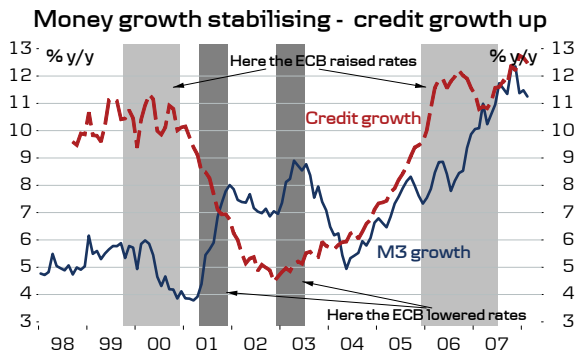 Money growth stabilising - credit growth up
% y/y
% y/y
13
12
11
10
9
8
7
6
5
4
3
13
12
11
10
9
8
7
6
5
4
3
Here the ECB raised rates
Credit growth
M3 growth
Here the ECB lowered rates
98 99 00 01 02 03 04 05 06 07